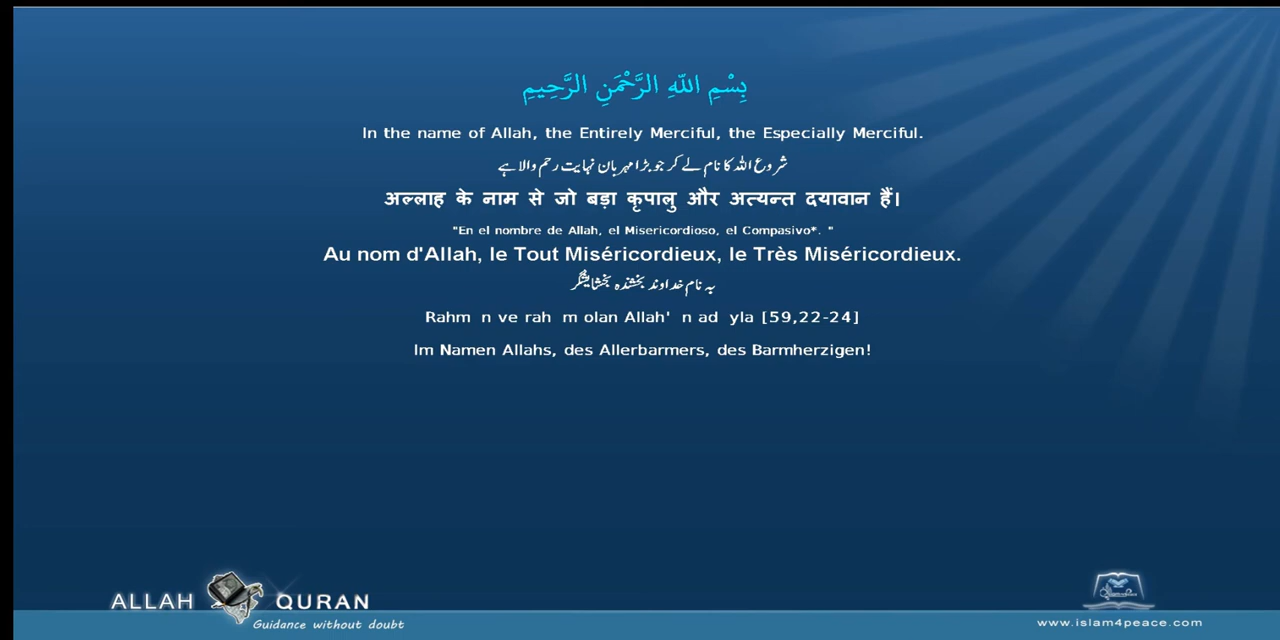 بِسْمِ اللّٰهِ الرَّحْمَنِ الرَّحِيمِ
In the name of Allah, the Entirely Merciful, the Especially Merciful.
شروع الله کا نام لے کر جو بڑا مہربان نہایت رحم والا ہے
अल्लाह के नाम से जो बड़ा कृपालु और अत्यन्त दयावान हैं।
"En el nombre de Allah, el Misericordioso, el Compasivo*. "
Au nom d'Allah, le Tout Miséricordieux, le Très Miséricordieux.
به نام خداوند بخشنده بخشایشگر
Rahm n ve rah m olan Allah' n ad yla [59,22-24]
Im Namen Allahs, des Allerbarmers, des Barmherzigen!
ALLAH QURAN
Guidance without doubt
www.islam4peace.com